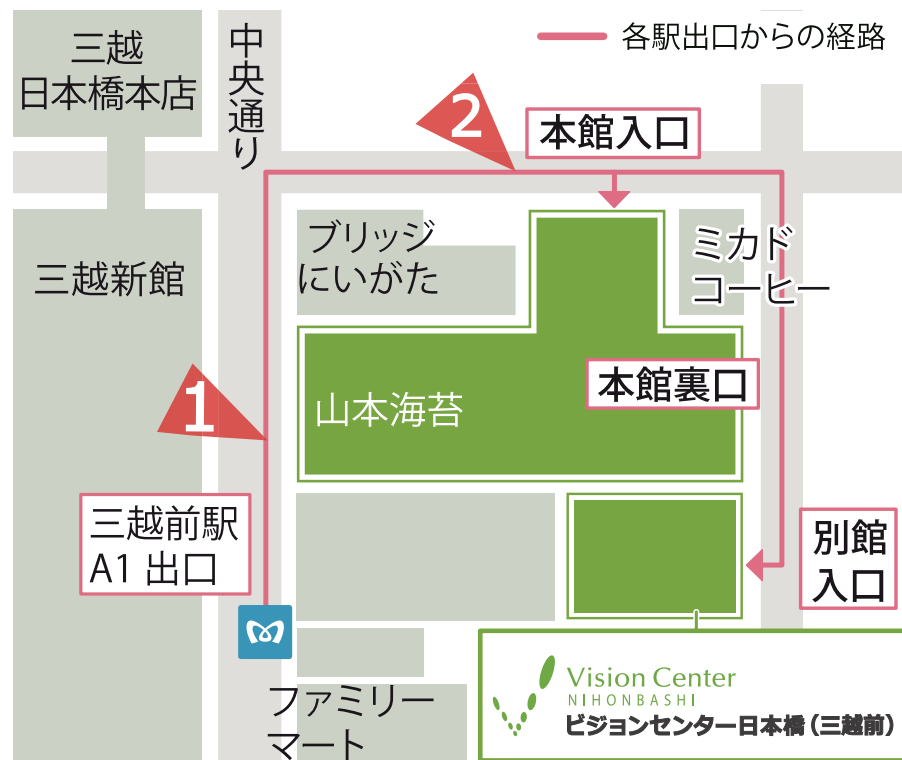 三越
日本橋本店
中央通り
各駅出口からの経路
2
本館入口
ブリッジ
にいがた
ミカド
コーヒー
三越新館
1
山本海苔
本館裏口
三越前駅
A1 出口
別館
入口
ファミリー
マート
Vision Center
NIHONBASHI
ビジョンセンター日本橋(三越前)